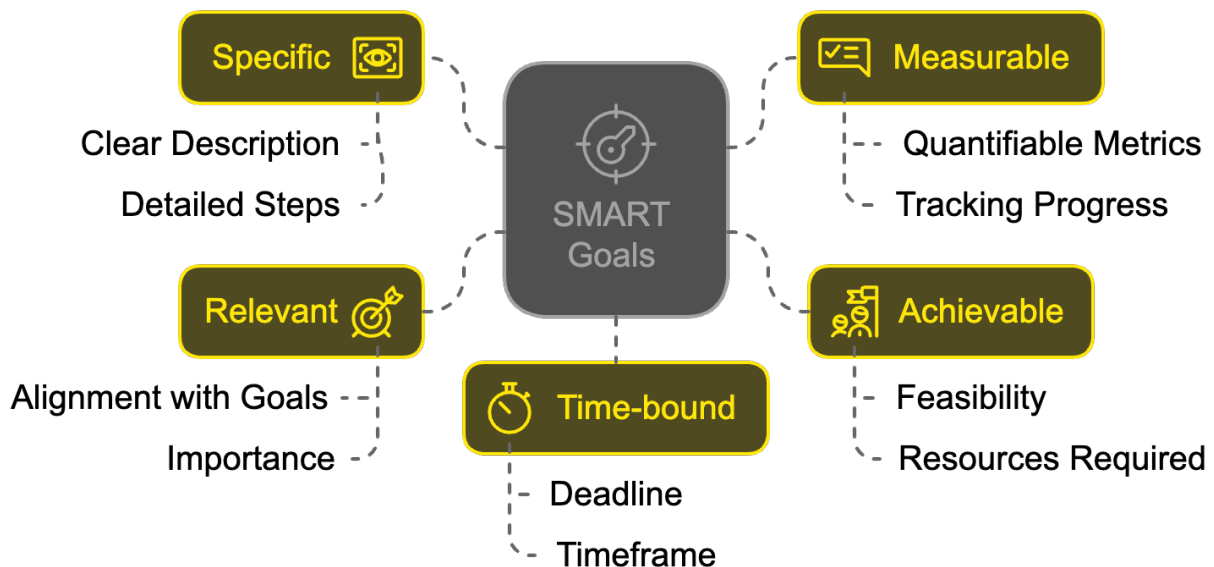 Specific
Clear Description
Detailed Steps
SMART
Goals
Measurable
Quantifiable Metrics
Tracking Progress
Relevant
Alignment with Goals
Importance
Time-bound
Deadline
Timeframe
Achievable
Feasibility
Resources Required